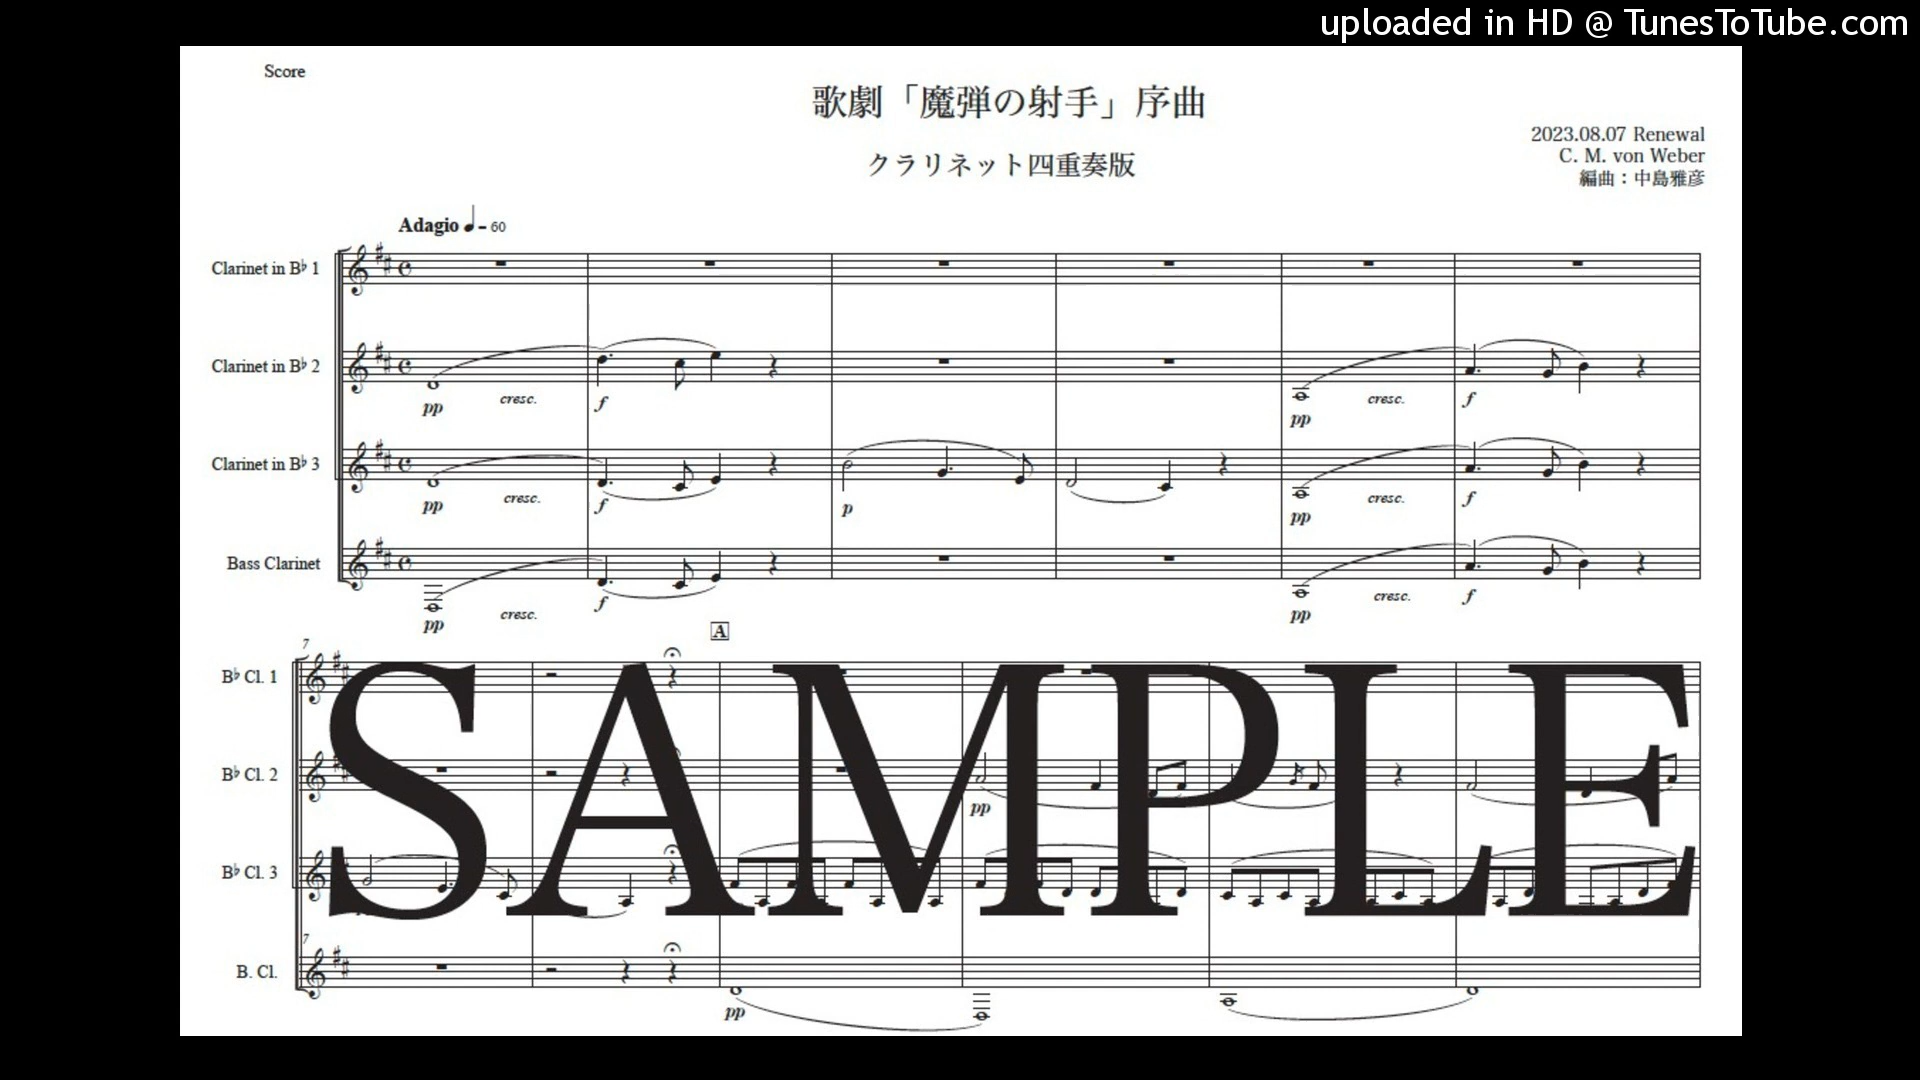 uploaded in HD @ TunesToTube.com
Score
歌劇「魔弾の射手」序曲
クラリネット四重奏版
2023.08.07 Renewal
C. M. von Weber
編曲：中島雅彦
Adagio ♩= 60
Clarinet in B♭ 1
Clarinet in B♭ 2
pp cresc. f pp cresc. f
Clarinet in B♭ 3
pp cresc. f p pp cresc. f
Bass Clarinet
pp cresc. f pp cresc. f
A
7
B♭ Cl. 1
B♭ Cl. 2
pp
B♭ Cl. 3
SAMPLE
7
B. Cl.
pp